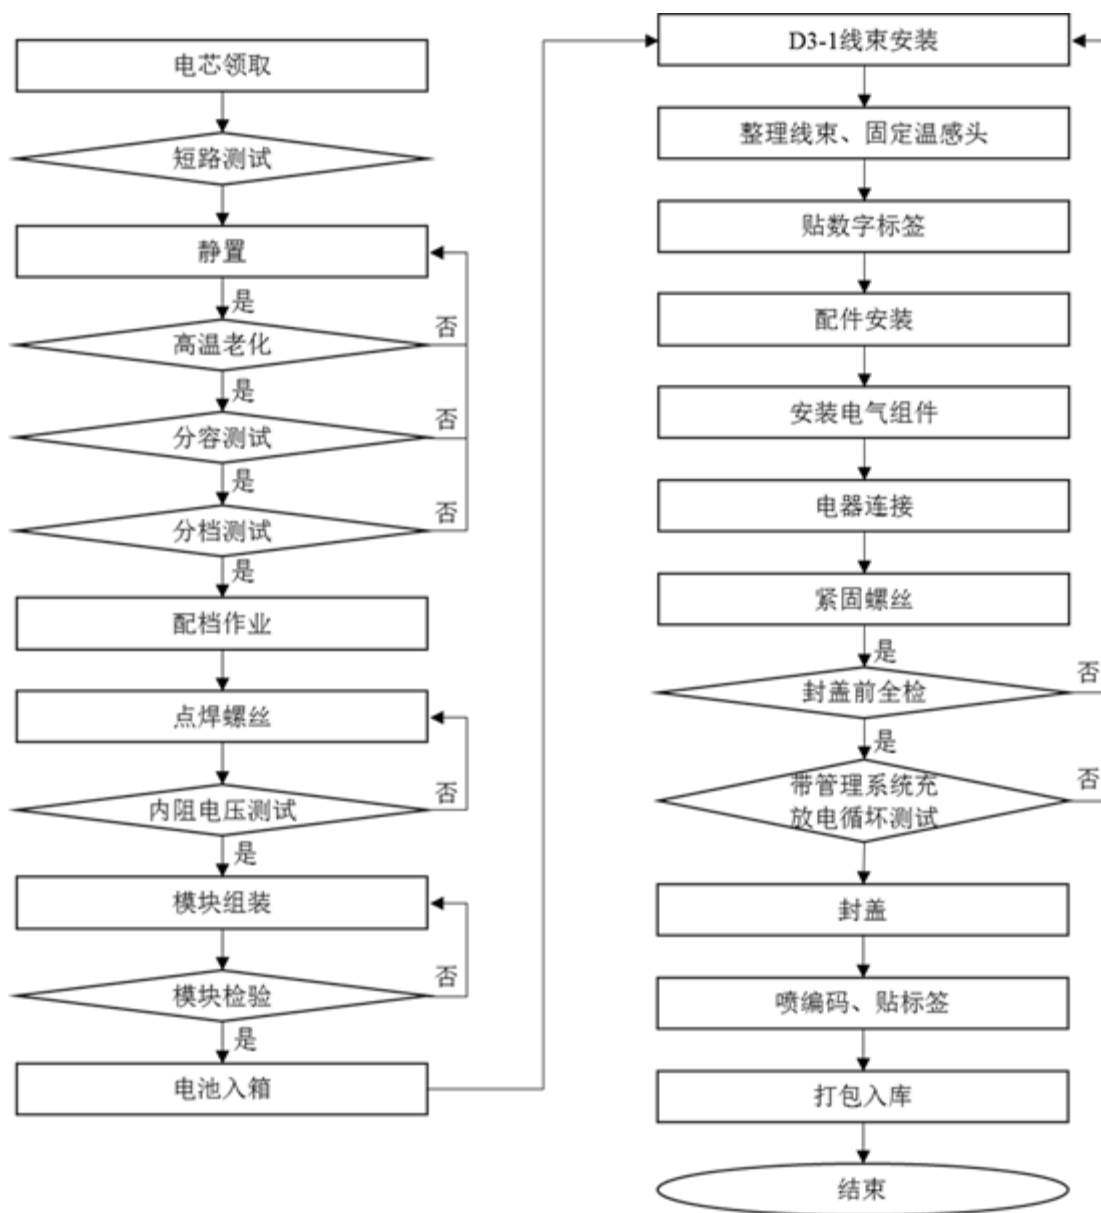 电芯领取
短路测试
静置
是
高温老化
否
是
分容测试
否
是
分档测试
否
是
配档作业
点焊螺丝
内阻电压测试
否
是
模块组装
模块检验
否
是
电池入箱
D3-1线束安装
整理线束、固定温感头
贴数字标签
配件安装
安装电气组件
电器连接
紧固螺丝
是
封盖前全检
否
是
带管理系统充
放电循坏测试
否
封盖
喷编码、贴标签
打包入库
结束